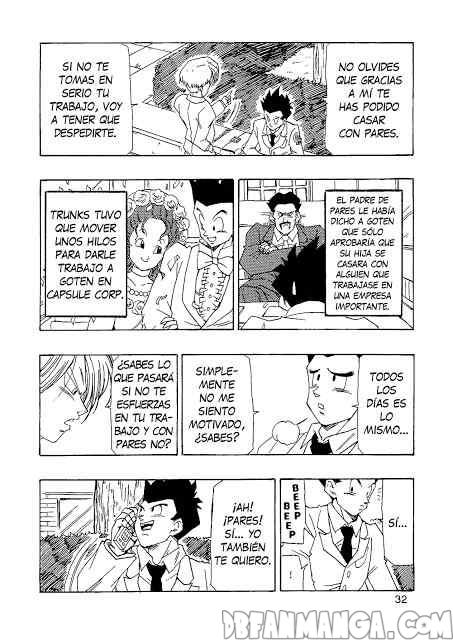 NO OLVIDES
QUE GRACIAS
A MÍ TE
HAS PODIDO
CASAR
CON PARES.
SI NO TE
TOMAS EN
SERIO TU
TRABAJO, VOY
A TENER QUE
DESPEDIRTE.
EL PADRE DE
PARES LE HABÍA
DICHO A GOTEN
QUE SÓLO
APROBARÍA QUE
SU HIJA SE
CASARA CON
ALGUIEN QUE
TRABAJASE EN
UNA EMPRESA
IMPORTANTE.
TRUNKS TUVO
QUE MOVER
UNOS HILOS
PARA DARLE
TRABAJO A
GOTEN EN
CAPSULE CORP.
TODOS
LOS
DÍAS ES
LO
MISMO...
SIMPLE-
MENTE
NO ME
SIENTO
MOTIVADO,
¿SABES?
¿SABES LO
QUE PASARÁ
SI NO TE
ESFUERZAS
EN TU TRA-
BAJO Y CON
PARES NO?
BEEP
BEEP
SÍ...
¡AH!
¡PARES!
SÍ... YO
TAMBIÉN
TE
QUIERO.
32
DBFANMANGA.COM